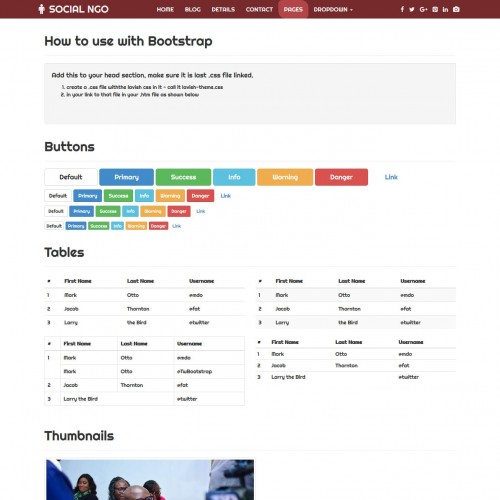 SOCIAL NGO
HOME BLOG DETAILS CONTACT PAGES DROPDOWN
How to use with Bootstrap
Add this to your head section, make sure it is last .css file linked.
1. create a .css file withthe lavish css in it - call it lavish-theme.css
2. in your link to that file in your .htm file as shown below
Buttons
Default Primary Success Info Warning Danger Link
Default Primary Success Info Warning Danger Link
Default Primary Success Info Warning Danger Link
Default Primary Success Info Warning Danger Link
Tables
# First Name Last Name Username
1 Mark Otto @mdo
2 Jacob Thornton @fat
3 Larry the Bird @twitter
# First Name Last Name Username
1 Mark Otto @mdo
2 Jacob Thornton @fat
3 Larry the Bird @twitter
# First Name Last Name Username
1 Mark Otto @mdo
Mark Otto @TwBootstrap
2 Jacob Thornton @fat
3 Larry the Bird @twitter
# First Name Last Name Username
1 Mark Otto @mdo
2 Jacob Thornton @fat
3 Larry the Bird @twitter
Thumbnails